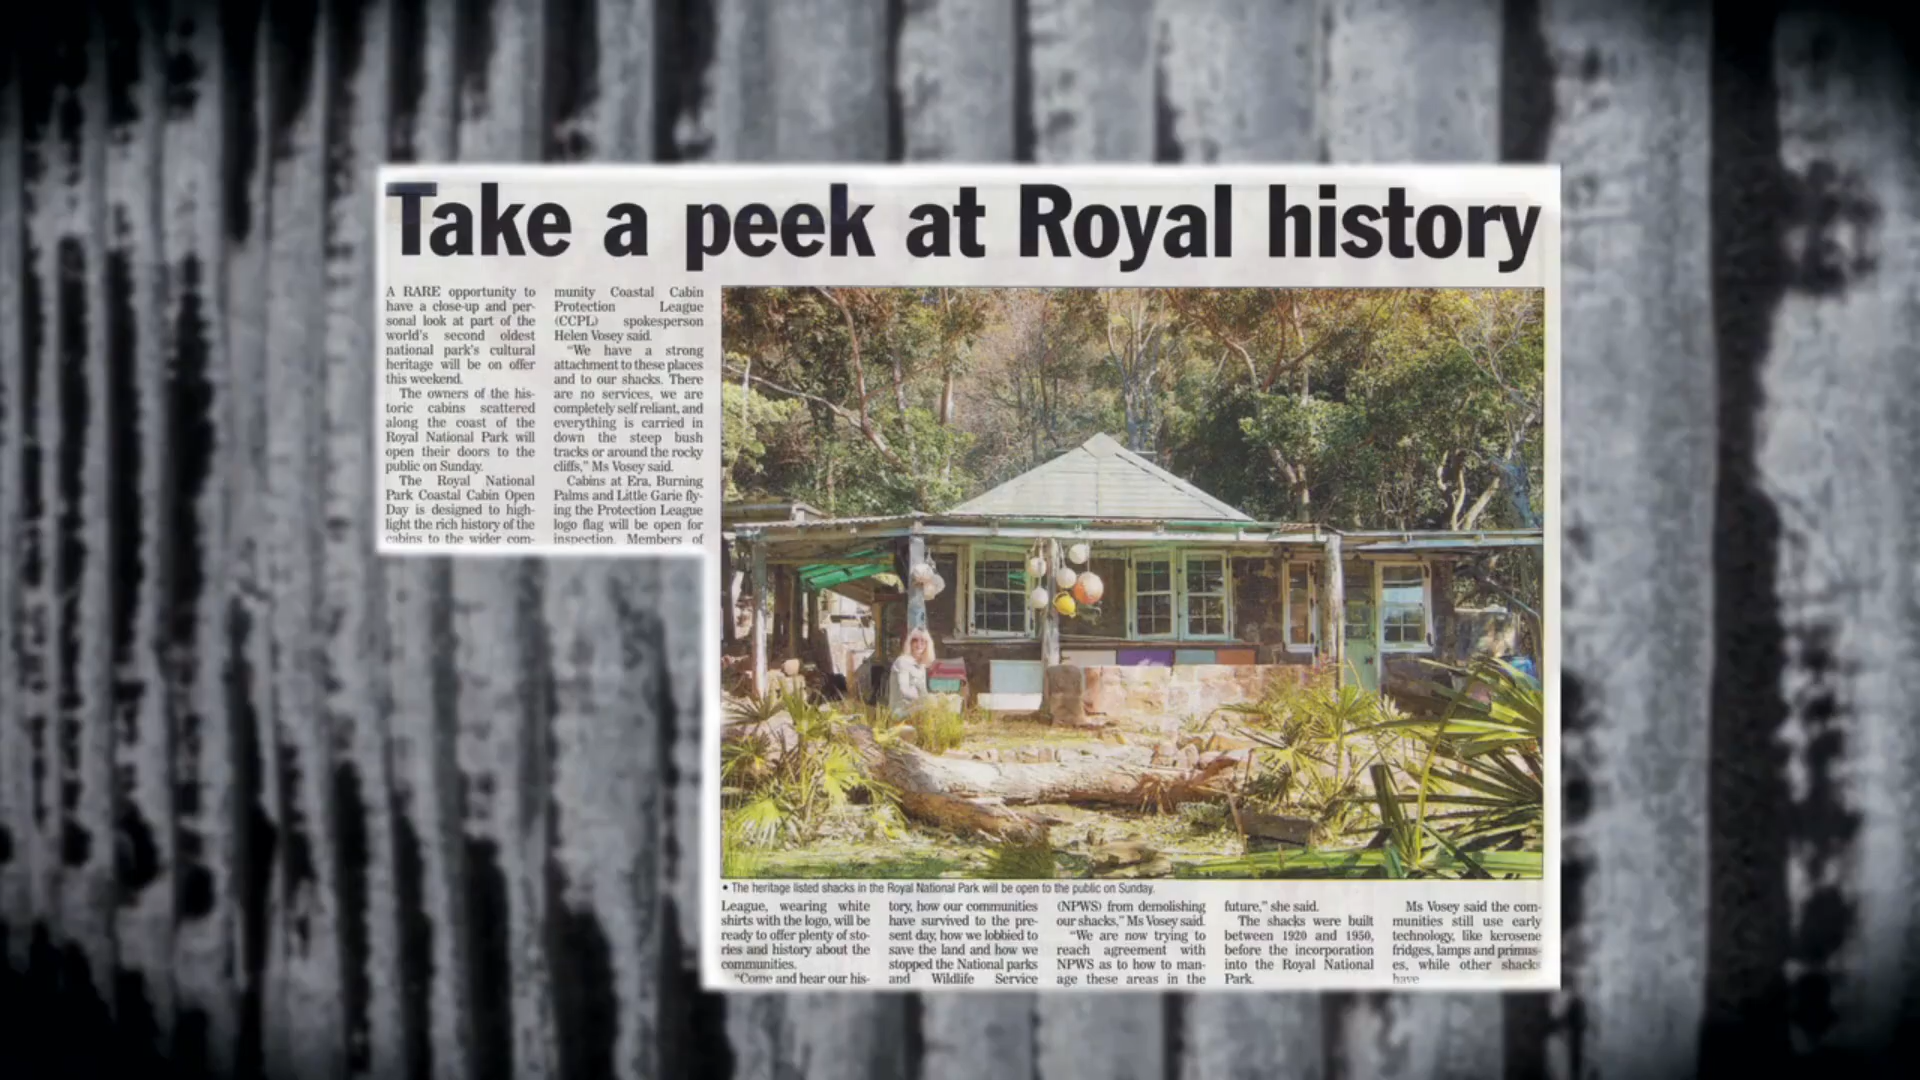 Take a peek at Royal history
A RARE opportunity to
have a close-up and per-
sonal look at part of the
world's second oldest
national park's cultural
heritage will be on offer
this weekend.
The owners of the his-
toric cabins scattered
along the coast of the
Royal National Park will
open their doors to the
public on Sunday.
The Royal National
Park Coastal Cabin Open
Day is designed to high-
light the rich history of the
cabins to the wider com-
munity Coastal Cabin
Protection League
(CCPL) spokesperson
Helen Vosey said.
"We have a strong
attachment to these places
and to our shacks. There
are no services, we are
completely self reliant, and
everything is carried in
down the steep bush
tracks or around the rocky
cliffs," Ms Vosey said.
Cabins at Era, Burning
Palms and Little Garie fly-
ing the Protection League
logo flag will be open for
inspection. Members of
• The heritage listed shacks in the Royal National Park will be open to the public on Sunday.
League, wearing white
shirts with the logo, will be
ready to offer plenty of sto-
ries and history about the
communities.
"Come and hear our his-
tory, how our communities
have survived to the pre-
sent day, how we lobbied to
save the land and how we
stopped the National parks
and Wildlife Service
(NPWS) from demolishing
our shacks," Ms Vosey said.
"We are now trying to
reach agreement with
NPWS as to how to man-
age these areas in the
future," she said.
The shacks were built
between 1920 and 1950,
before the incorporation
into the Royal National
Park.
Ms Vosey said the com-
munities still use early
technology, like kerosene
fridges, lamps and primus-
es, while other shacks
have